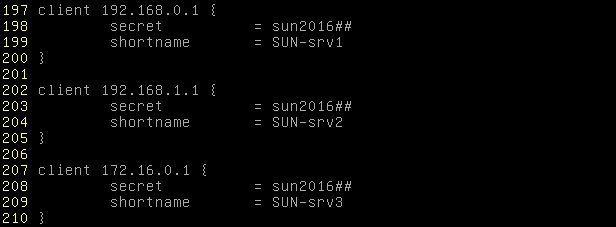 197 client 192.168.0.1 {
198         secret          = sun2016##
199         shortname       = SUN-srv1
200 }
201
202 client 192.168.1.1 {
203         secret          = sun2016##
204         shortname       = SUN-srv2
205 }
206
207 client 172.16.0.1 {
208         secret          = sun2016##
209         shortname       = SUN-srv3
210 }